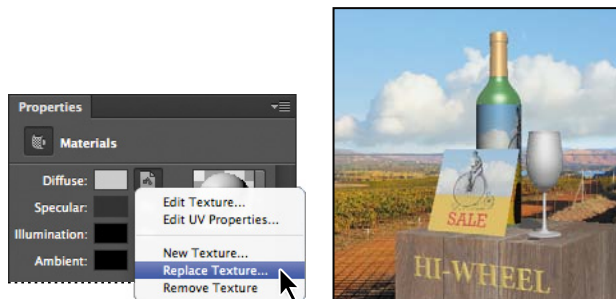 Properties
Materials
Diffuse:
Specular:
Illumination:
Ambient:
Edit Texture...
Edit UV Properties...
New Texture...
Replace Texture...
Remove Texture
SALE
HI-WHEEL